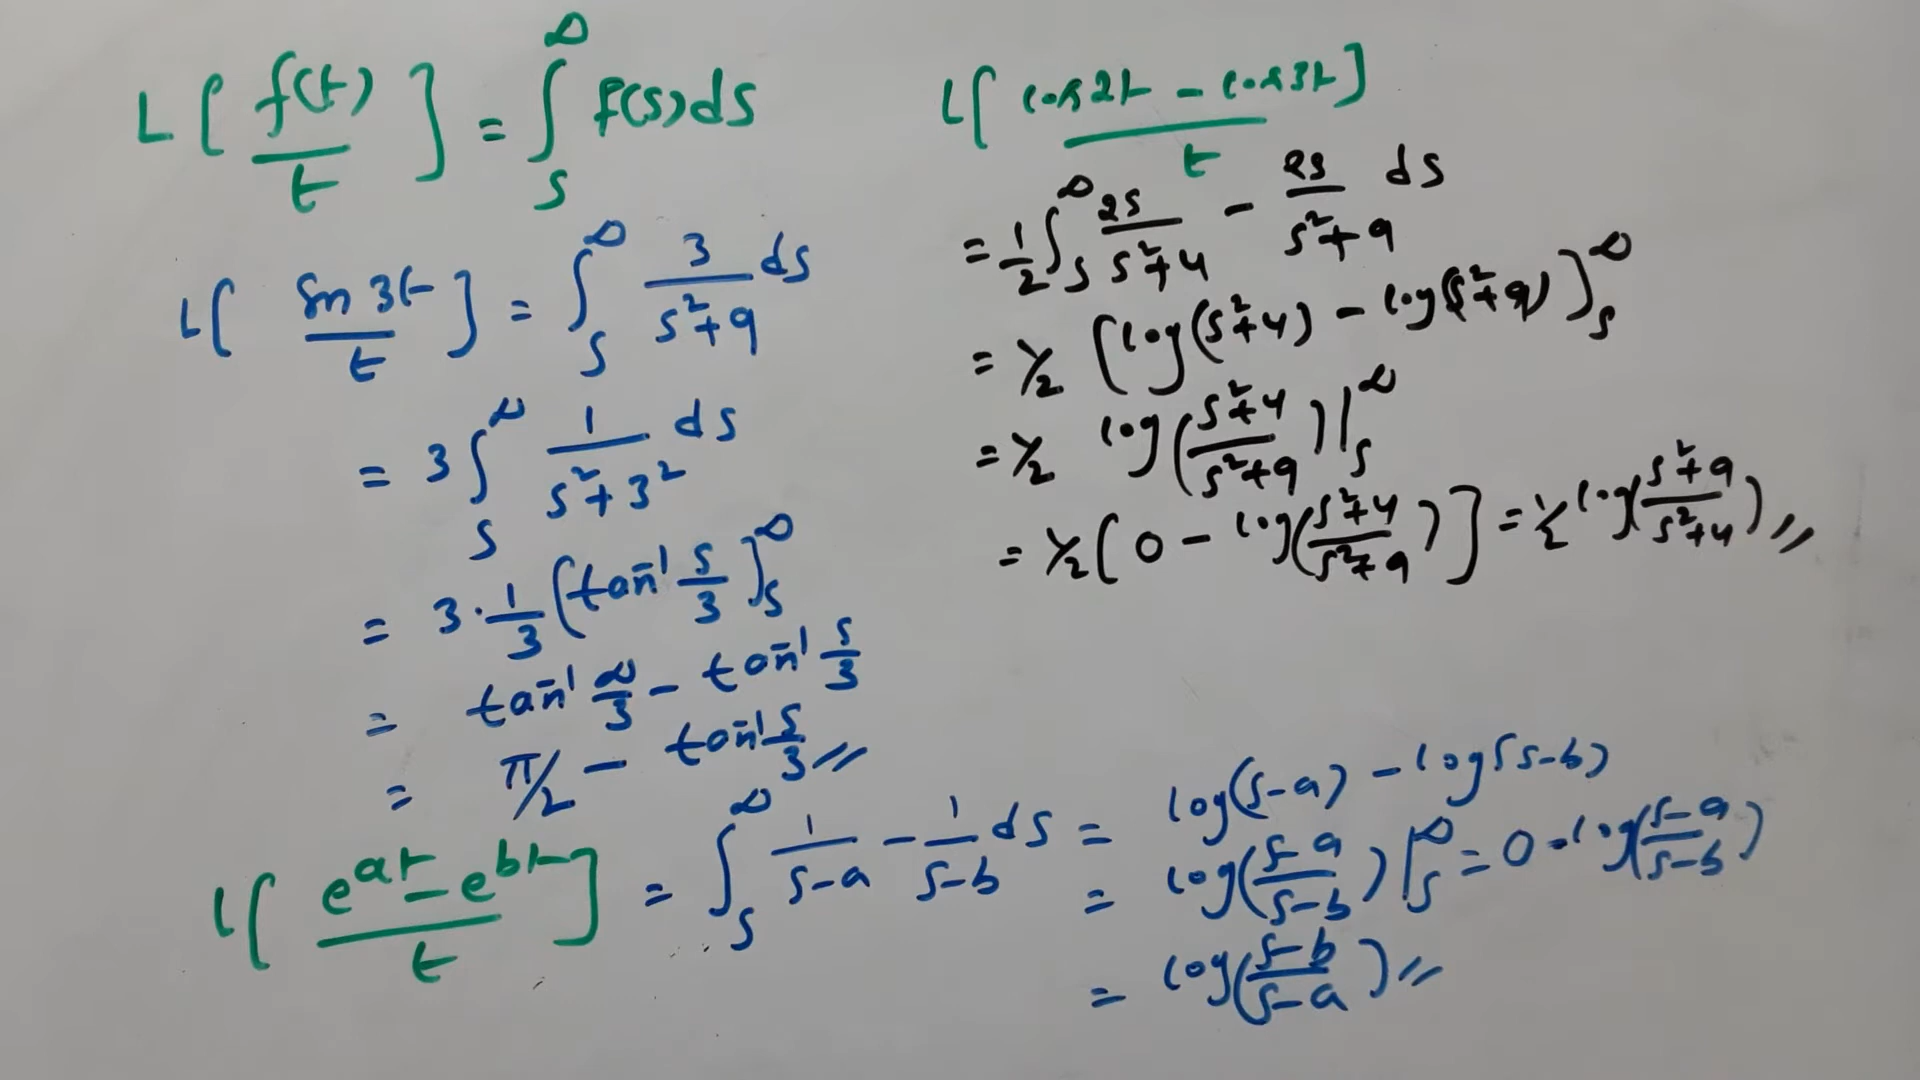 L[f(t)/t] = ∫_s^∞ f(s) ds
L[sin 3t/t] = ∫_s^∞ 3/(s²+9) ds
= 3∫_s^∞ 1/(s²+3²) ds
= 3·1/3 [tan⁻¹ s/3]_s^∞
= tan⁻¹ ∞/3 - tan⁻¹ s/3
= π/2 - tan⁻¹ s/3 //
L[cos2t - cos3t/t]
= 1/2 ∫_s^∞ 2s/(s²+4) - 2s/(s²+9) ds
= 1/2 [log(s²+4) - log(s²+9)]_s^∞
= 1/2 log((s²+4)/(s²+9))|_s^∞
= 1/2 [0 - log((s²+4)/(s²+9))] = 1/2 log((s²+9)/(s²+4)) //
L[(e^at - e^bt)/t] = ∫_s^∞ 1/(s-a) - 1/(s-b) ds = log(s-a) - log(s-b)
= log((s-a)/(s-b))|_s^∞ = 0 - log((s-a)/(s-b))
= log((s-b)/(s-a)) //